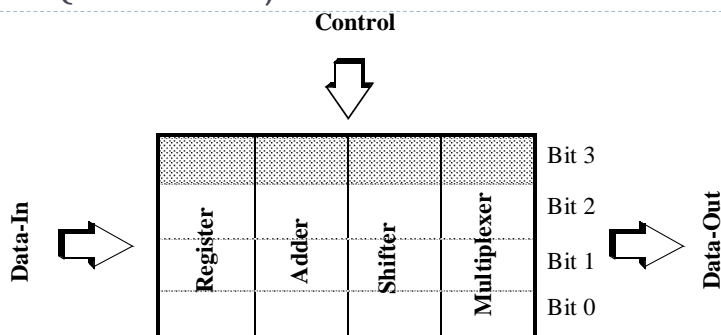 Control
Bit 3
Data-In
Register
Adder
Shifter
Multiplexer
Bit 2
Bit 1
Bit 0
Data-Out